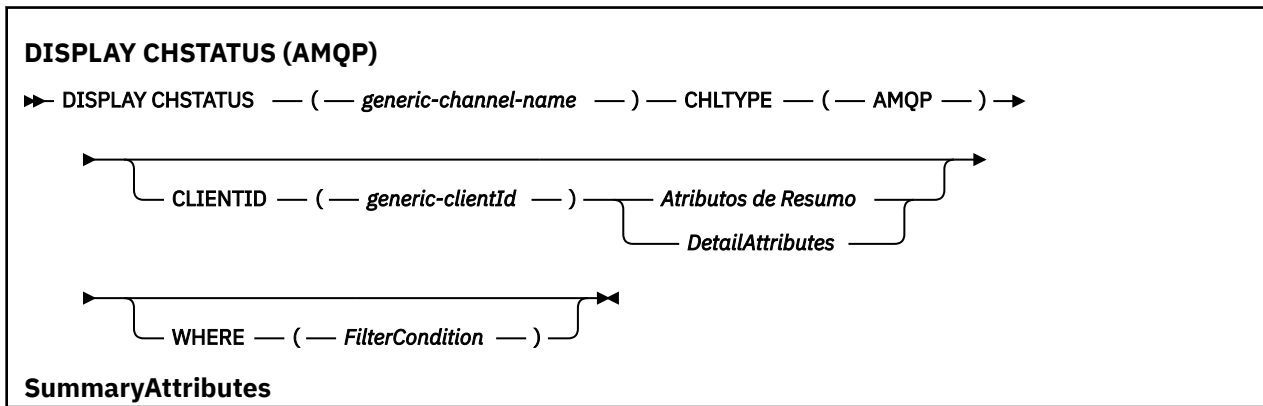 DISPLAY CHSTATUS (AMQP)
DISPLAY CHSTATUS ( generic-channel-name ) CHLTYPE ( AMQP )
CLIENTID ( generic-clientId ) Atributos de Resumo
DetailAttributes
WHERE ( FilterCondition )
SummaryAttributes